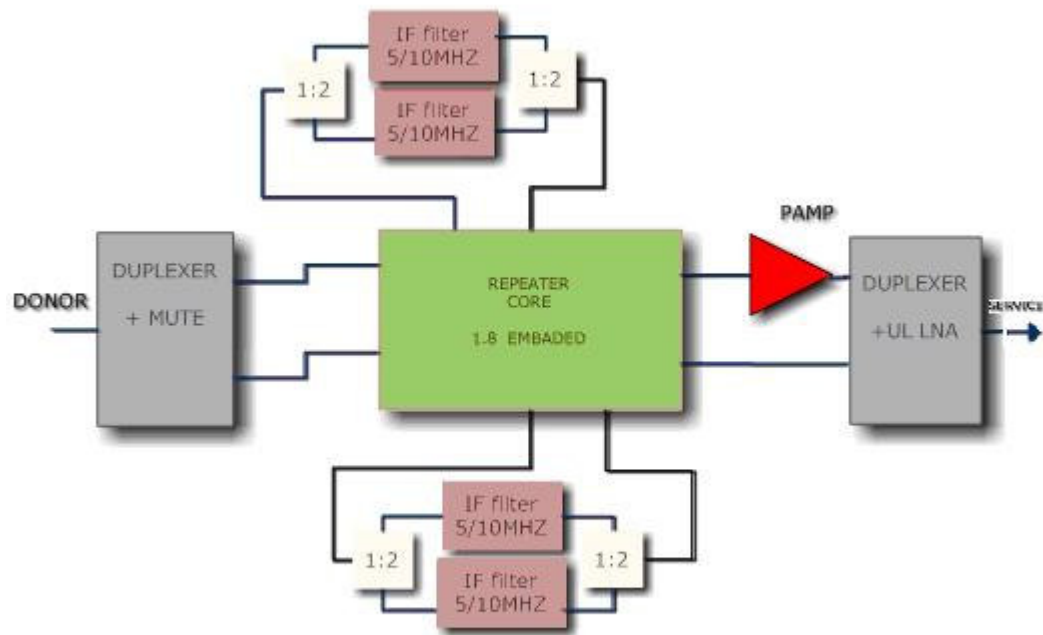 IF filter
5/10MHZ
1:2
1:2
IF filter
5/10MHZ
PAMP
DUPLEXER
+ MUTE
DONOR
REPEATER
CORE
1.8 EMBADED
DUPLEXER
+UL LNA
SERVICE
IF filter
5/10MHZ
1:2
1:2
IF filter
5/10MHZ